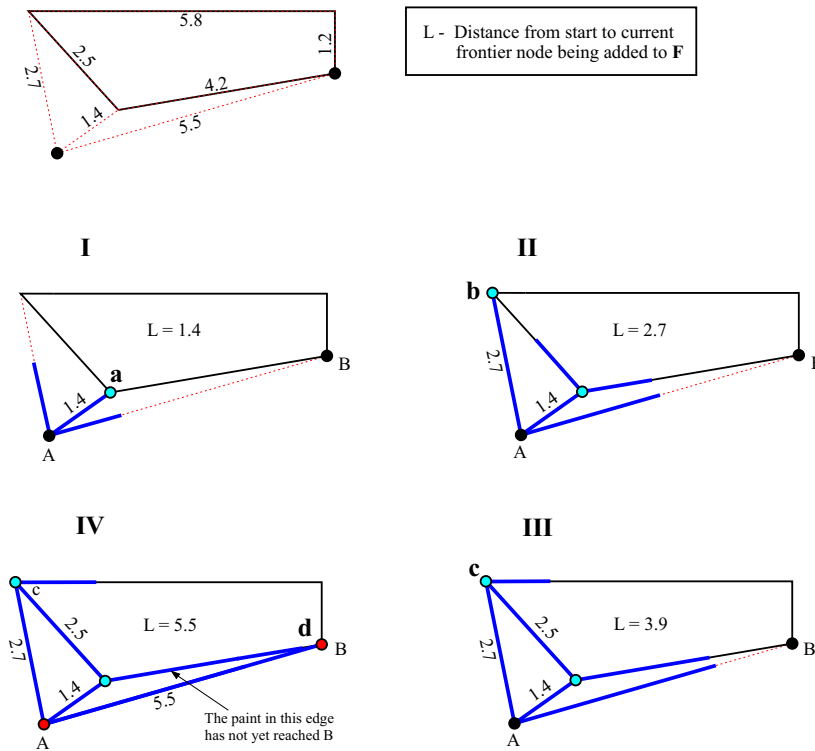 5.8
1.2
2.5
2.7
4.2
1.4
5.5
L - Distance from start to current
frontier node being added to F
I
L = 1.4
a
1.4
A
B
II
b
L = 2.7
2.7
1.4
A
IV
c
L = 5.5
d
B
2.5
2.7
1.4
5.5
A
The paint in this edge
has not yet reached B
III
c
L = 3.9
2.5
2.7
1.4
A
B